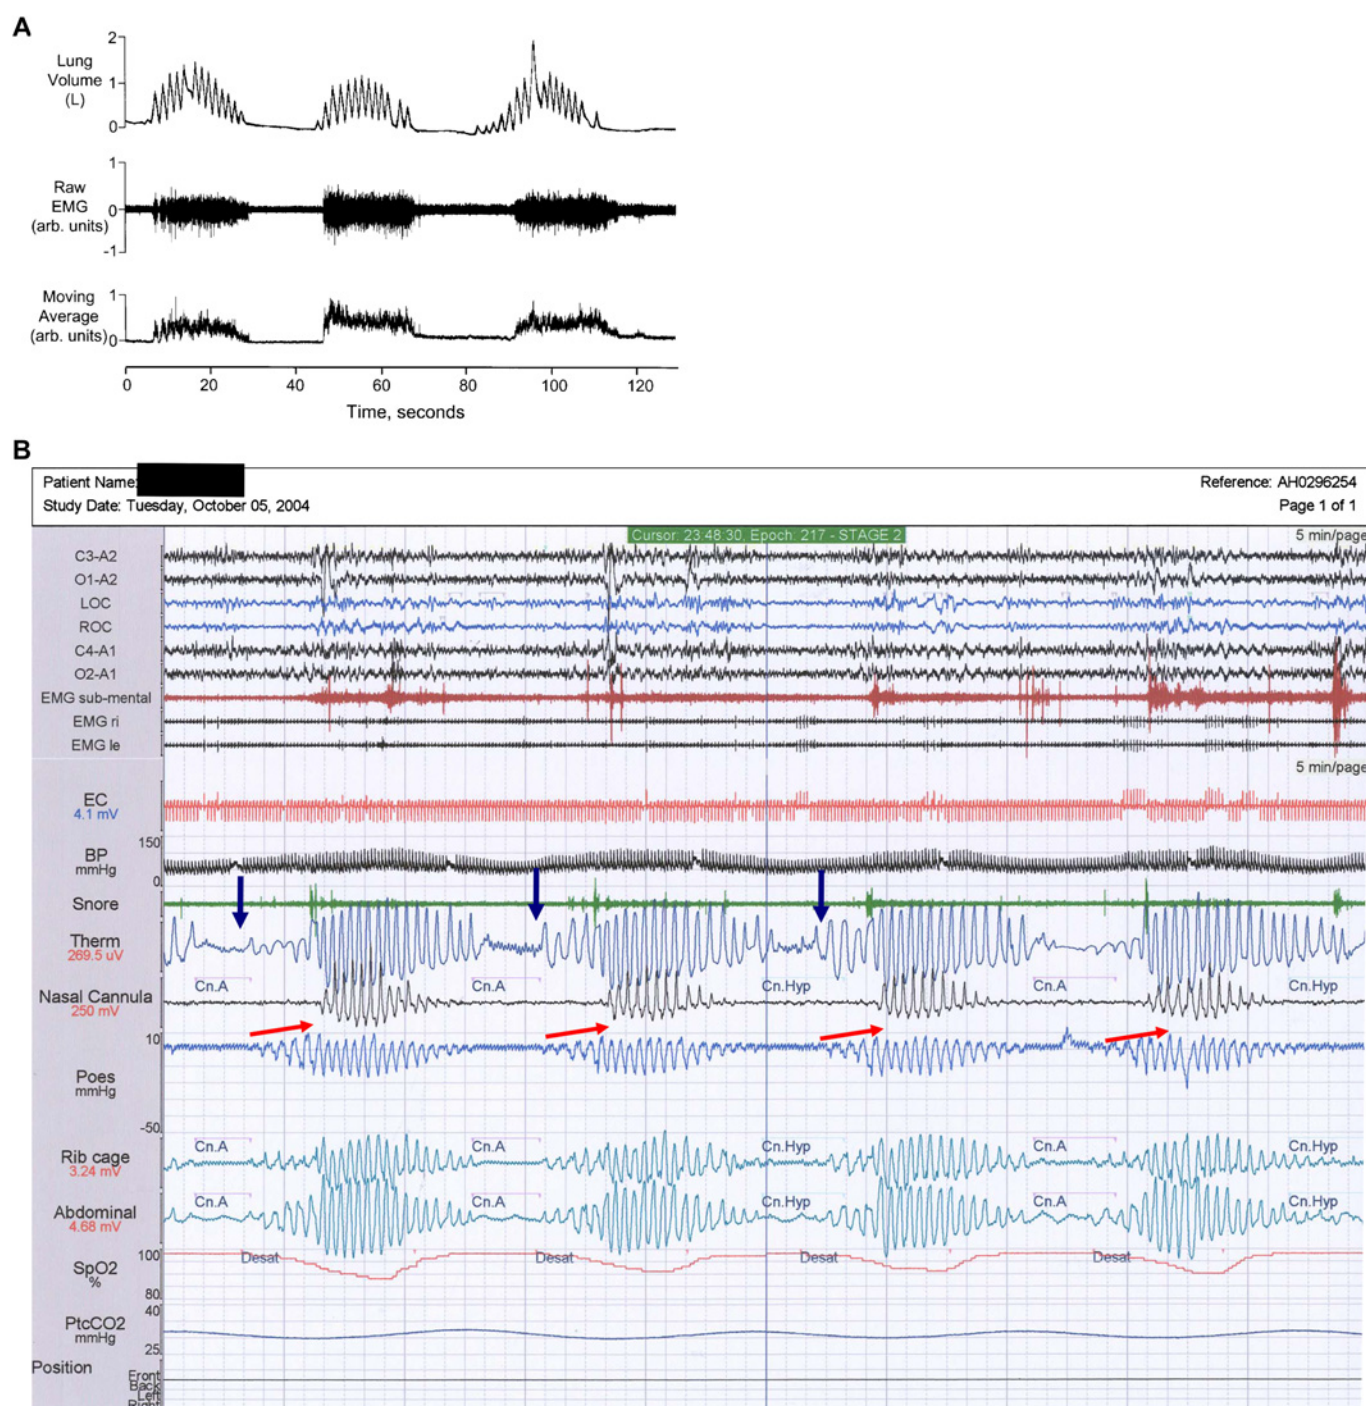 A
Lung
Volume
(L)
2
1
0
Raw
EMG
(arb. units)
1
0
-1
Moving
Average
(arb. units)
1
0
0 20 40 60 80 100 120
Time, seconds
B
Patient Name:
Reference: AH0296254
Study Date: Tuesday, October 05, 2004
Page 1 of 1
Cursor: 23:48:30, Epoch: 217 - STAGE 2
5 min/page
C3-A2
O1-A2
LOC
ROC
C4-A1
O2-A1
EMG sub-mental
EMG ri
EMG le
5 min/page
EC
4.1 mV
150
BP
mmHg
0
Snore
Therm
269.5 uV
Cn.A Cn.A Cn.Hyp Cn.A Cn.Hyp
Nasal Cannula
250 mV
10
Poes
mmHg
-50
Cn.A Cn.A Cn.Hyp Cn.A Cn.Hyp
Rib cage
3.24 mV
Cn.A Cn.A Cn.Hyp Cn.A Cn.Hyp
Abdominal
4.68 mV
100
Desat Desat Desat Desat
SpO2
%
80
40
PtcCO2
mmHg
25
Position
Front
Back
Left
Right